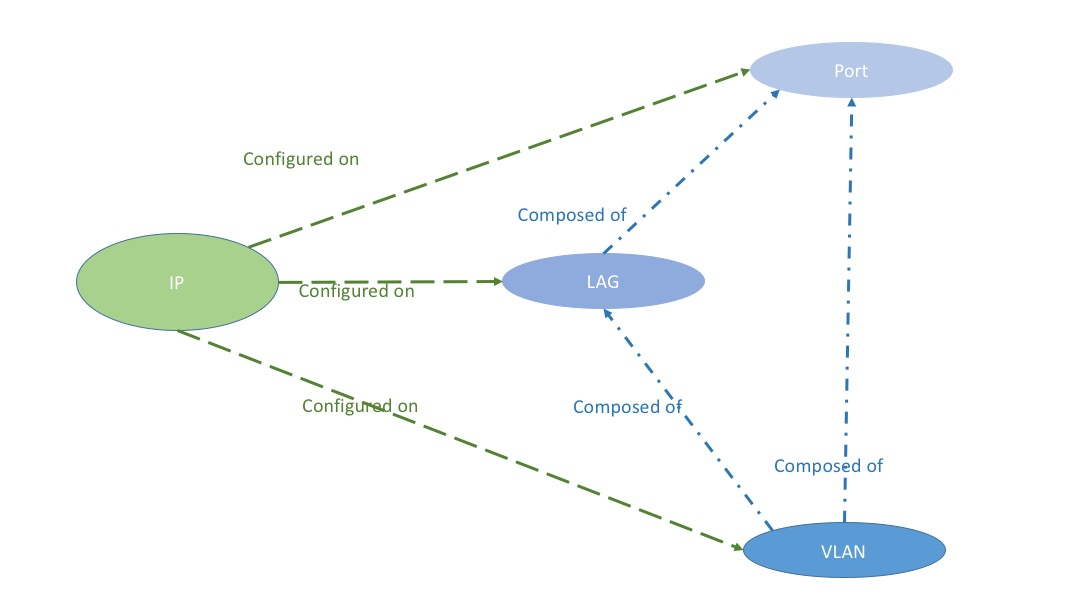 Port
Configured on
Composed of
IP
LAG
Configured on
Configured on
Composed of
Composed of
VLAN